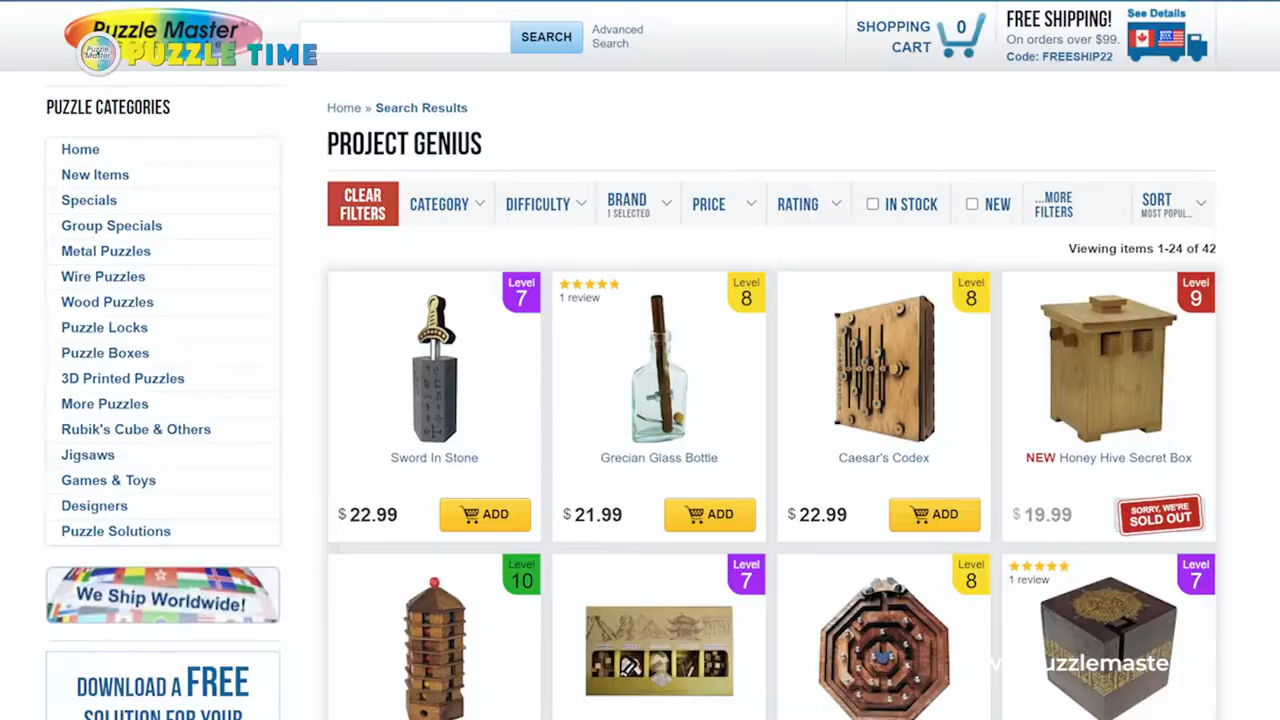 Puzzle Master™
Puzzle Master
PUZZLE TIME
SEARCH
Advanced
Search
SHOPPING
CART
0
FREE SHIPPING!
On orders over $99.
Code: FREESHIP22
See Details
PUZZLE CATEGORIES
Home
New Items
Specials
Group Specials
Metal Puzzles
Wire Puzzles
Wood Puzzles
Puzzle Locks
Puzzle Boxes
3D Printed Puzzles
More Puzzles
Rubik's Cube & Others
Jigsaws
Games & Toys
Designers
Puzzle Solutions
We Ship Worldwide!
DOWNLOAD A FREE
SOLUTION FOR YOUR
Home » Search Results
PROJECT GENIUS
CLEAR
FILTERS
CATEGORY
DIFFICULTY
BRAND
1 SELECTED
PRICE
RATING
IN STOCK
NEW
...MORE
FILTERS
SORT
MOST POPUL...
Viewing items 1-24 of 42
Level
7
Sword In Stone
$ 22.99
ADD
1 review
Level
8
Grecian Glass Bottle
$ 21.99
ADD
Level
8
Caesar's Codex
$ 22.99
ADD
Level
9
NEW Honey Hive Secret Box
$ 19.99
SORRY, WE'RE
SOLD OUT
Level
10
Level
7
Level
8
1 review
Level
7
puzzlemaste